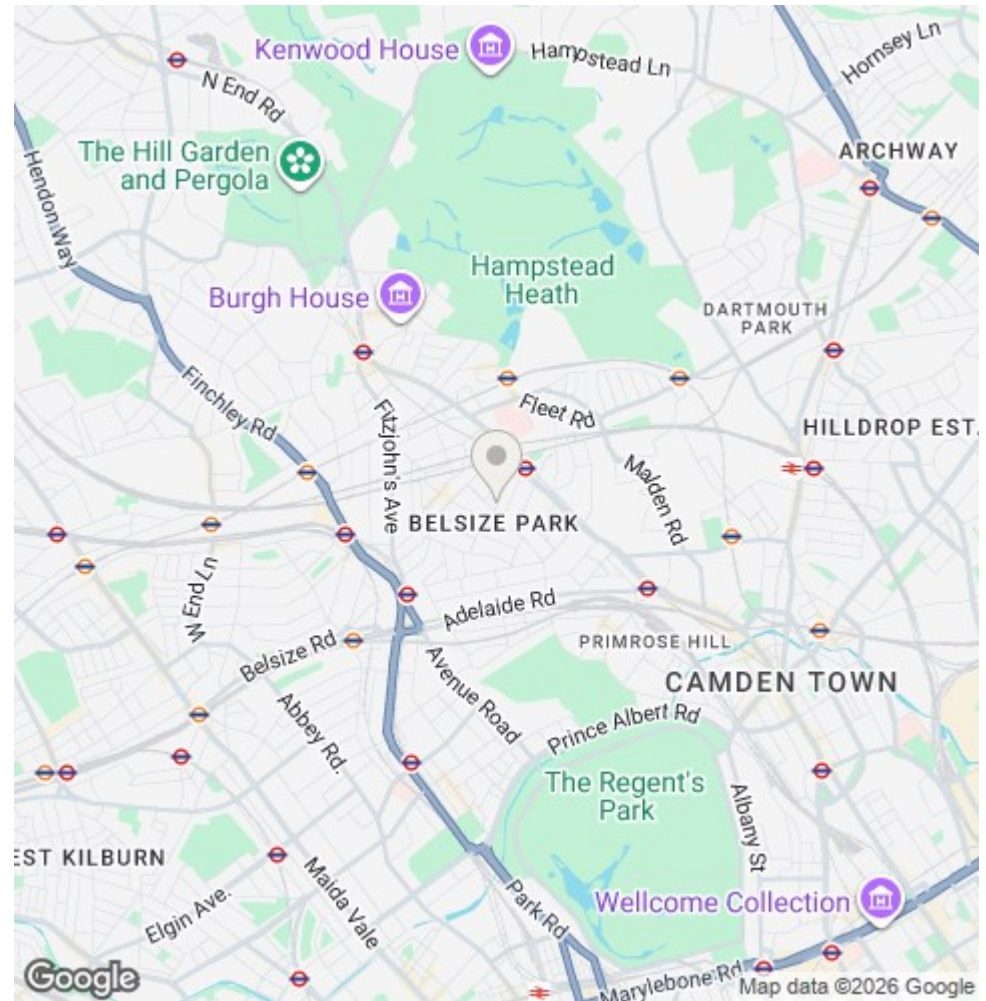 Kenwood House
Hampstead Ln
Hornsey Ln
N End Rd
The Hill Garden
and Pergola
ARCHWAY
Hendon Way
Hampstead
Heath
Burgh House
DARTMOUTH
PARK
Finchley Rd
Fitzjohn's Ave
Fleet Rd
HILLDROP EST.
Malden Rd
BELSIZE PARK
W End Ln
Adelaide Rd
Belsize Rd
PRIMROSE HILL
Avenue Road
CAMDEN TOWN
Abbey Rd.
Prince Albert Rd
The Regent's
Park
Albany St
EST KILBURN
Maida Vale
Elgin Ave.
Park Rd
Wellcome Collection
Marylebone Rd
Google
Map data ©2026 Google